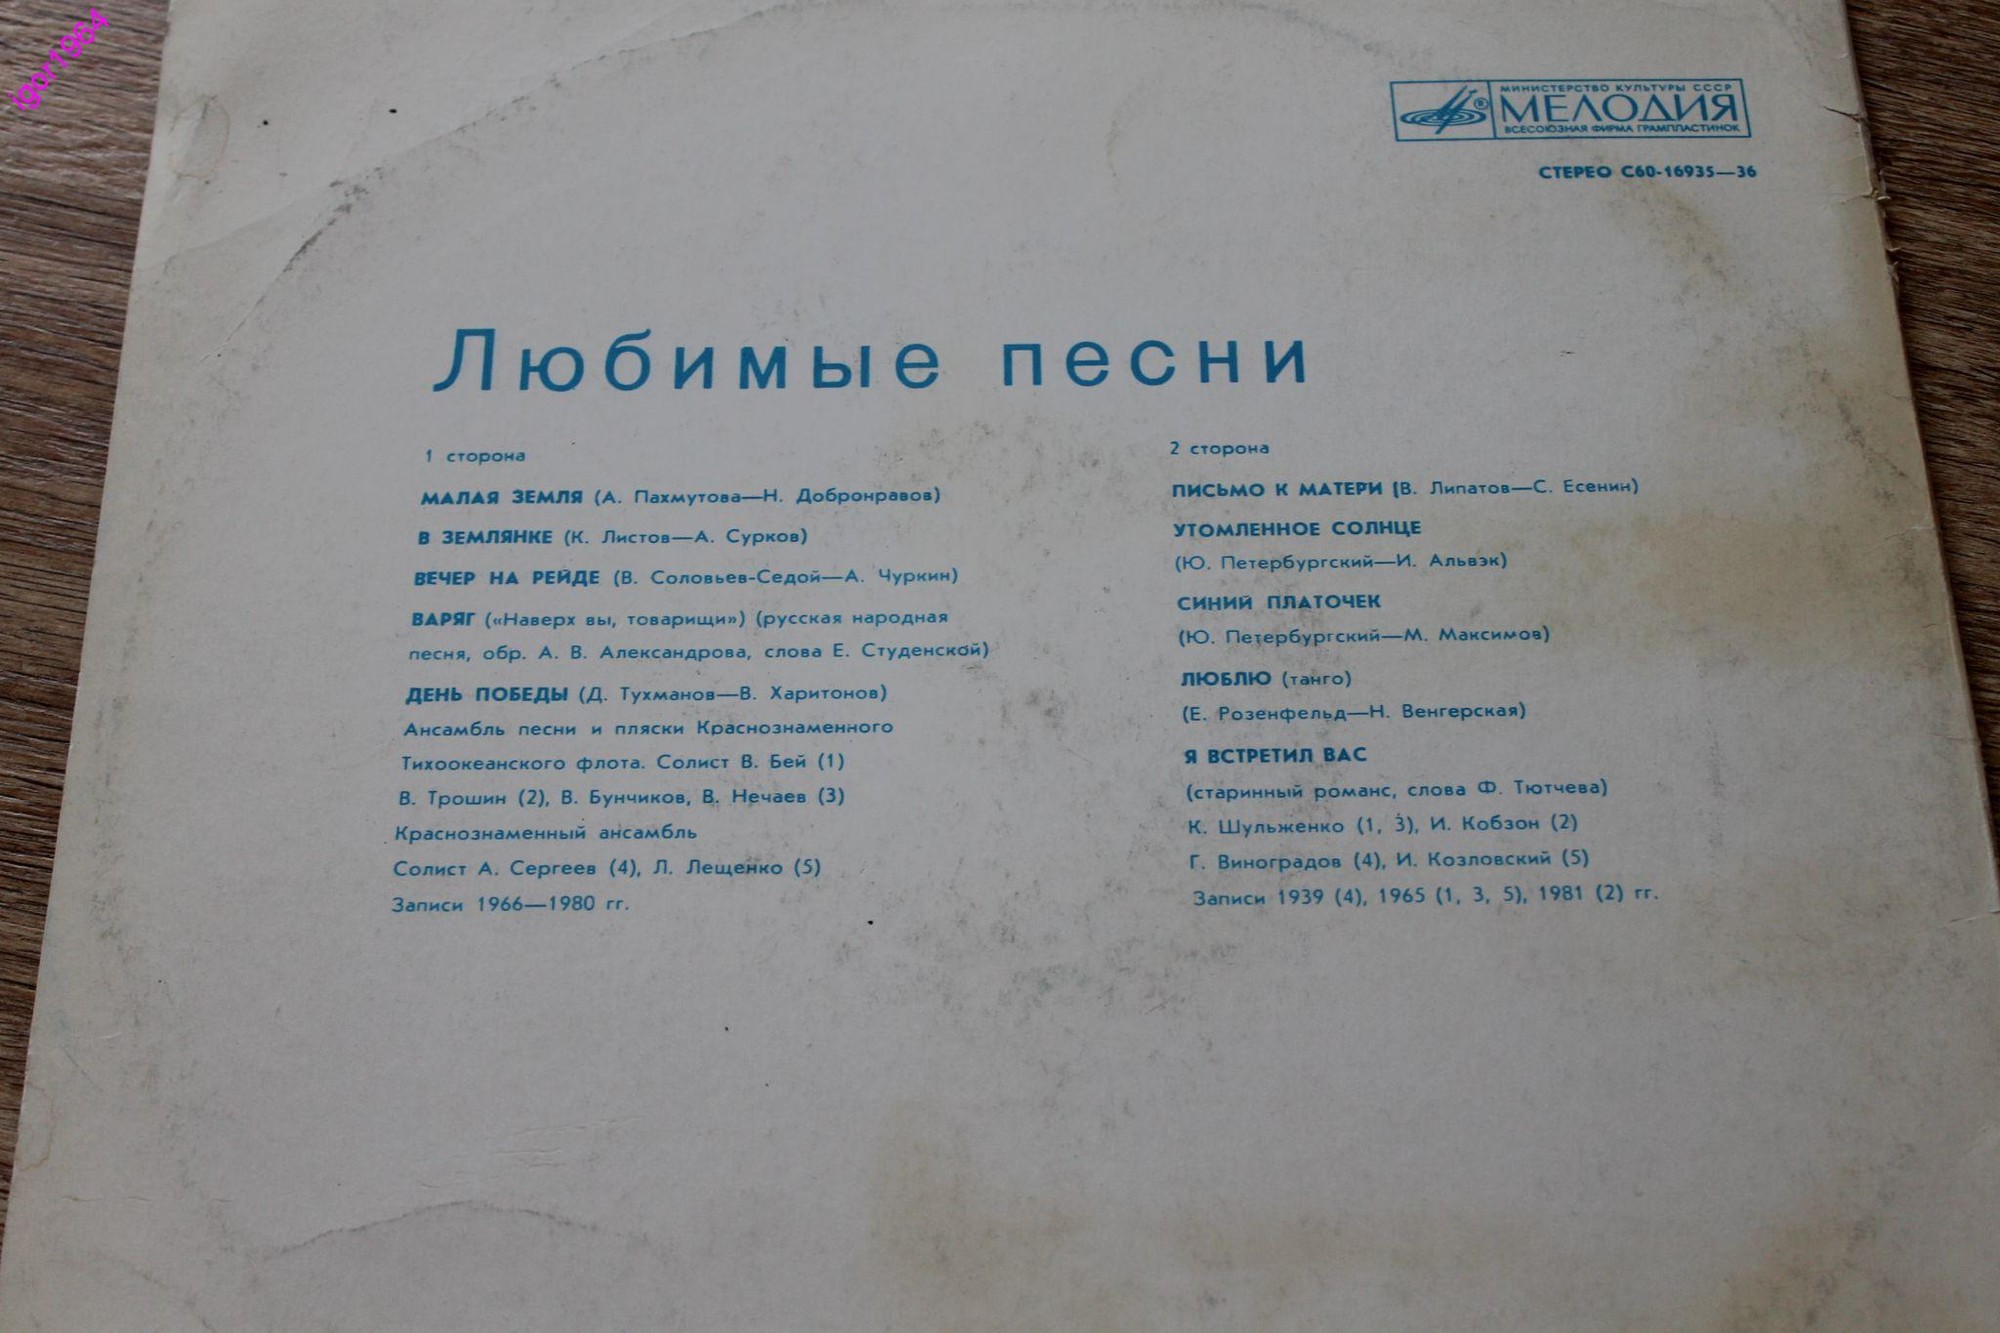 igor1964
МИНИСТЕРСТВО КУЛЬТУРЫ СССР
МЕЛОДИЯ
ВСЕСОЮЗНАЯ ФИРМА ГРАМПЛАСТИНОК
СТЕРЕО С60-16935—36
Любимые песни
1 сторона
МАЛАЯ ЗЕМЛЯ (А. Пахмутова—Н. Добронравов)
В ЗЕМЛЯНКЕ (К. Листов—А. Сурков)
ВЕЧЕР НА РЕЙДЕ (В. Соловьев-Седой—А. Чуркин)
ВАРЯГ («Наверх вы, товарищи») (русская народная
песня, обр. А. В. Александрова, слова Е. Студенской)
ДЕНЬ ПОБЕДЫ (Д. Тухманов—В. Харитонов)
Ансамбль песни и пляски Краснознаменного
Тихоокеанского флота. Солист В. Бей (1)
В. Трошин (2), В. Бунчиков, В. Нечаев (3)
Краснознаменный ансамбль
Солист А. Сергеев (4), Л. Лещенко (5)
Записи 1966—1980 гг.
2 сторона
ПИСЬМО К МАТЕРИ (В. Липатов—С. Есенин)
УТОМЛЕННОЕ СОЛНЦЕ
(Ю. Петербургский—И. Альвэк)
СИНИЙ ПЛАТОЧЕК
(Ю. Петербургский—М. Максимов)
ЛЮБЛЮ (танго)
(Е. Розенфельд—Н. Венгерская)
Я ВСТРЕТИЛ ВАС
(старинный романс, слова Ф. Тютчева)
К. Шульженко (1, 3), И. Кобзон (2)
Г. Виноградов (4), И. Козловский (5)
Записи 1939 (4), 1965 (1, 3, 5), 1981 (2) гг.